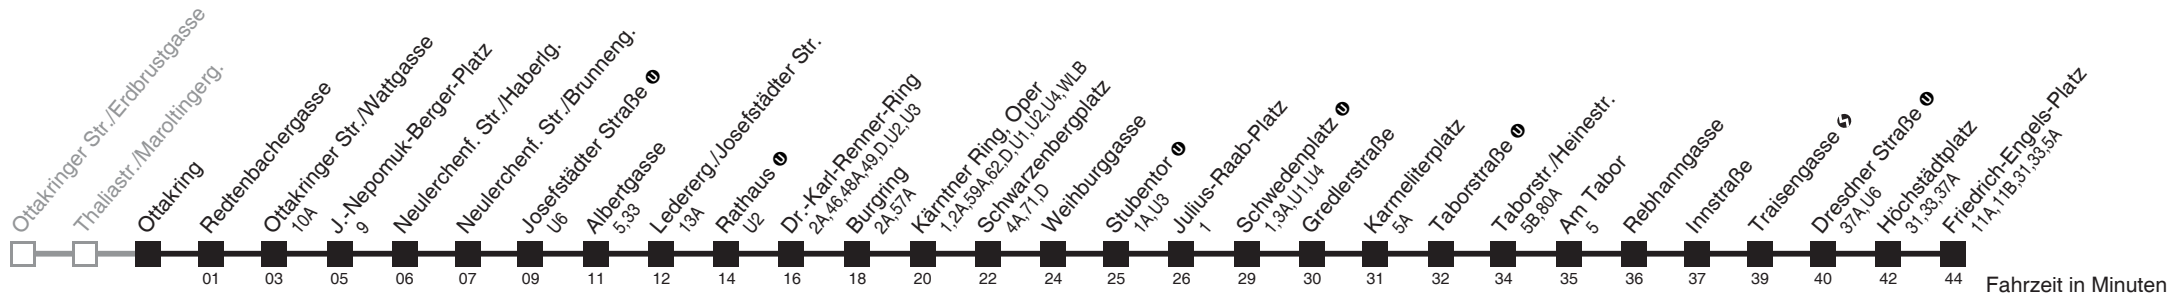 Ottakringer Str./Erdbrustgasse
Thaliastr./Maroltingerg.
Ottakring
Redtenbachergasse
01
Ottakringer Str./Wattgasse
10A
03
J.-Nepomuk-Berger-Platz
9
05
Neulerchenf. Str./Haberlg.
06
Neulerchenf. Str./Brunneng.
07
Josefstädter Straße U
U6
09
Albertgasse
5,33
11
Ledererg./Josefstädter Str.
13A
12
Rathaus U
U2
14
Dr.-Karl-Renner-Ring
2A,46,48A,49,D,U2,U3
16
Burgring
2A,57A
18
Kärntner Ring, Oper
1,2A,59A,62,D,U1,U2,U4,WLB
20
Schwarzenbergplatz
4A,71,D
22
Weihburggasse
24
Stubentor U
1A,U3
25
Julius-Raab-Platz
1
26
Schwedenplatz U
1,3A,U1,U4
29
Gredlerstraße
30
Karmeliterplatz
5A
31
Taborstraße U
32
Taborstr./Heinestr.
5B,80A
34
Am Tabor
5
35
Rebhanngasse
36
Innstraße
37
Traisengasse
39
Dresdner Straße U
37A,U6
40
Höchstädtplatz
31,33,37A
42
Friedrich-Engels-Platz
11A,11B,31,33,5A
44
Fahrzeit in Minuten